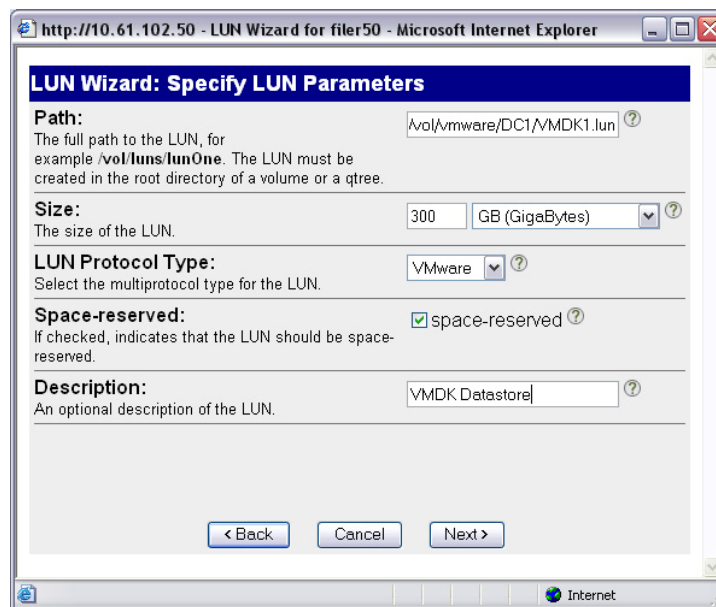 http://10.61.102.50 - LUN Wizard for filer50 - Microsoft Internet Explorer
LUN Wizard: Specify LUN Parameters
Path:
The full path to the LUN, for
example /vol/luns/lunOne. The LUN must be
created in the root directory of a volume or a qtree.
/vol/vmware/DC1/VMDK1.lun
Size:
The size of the LUN.
300 GB (GigaBytes)
LUN Protocol Type:
Select the multiprotocol type for the LUN.
VMware
Space-reserved:
If checked, indicates that the LUN should be space-
reserved.
space-reserved
Description:
An optional description of the LUN.
VMDK Datastore
< Back Cancel Next >
Internet